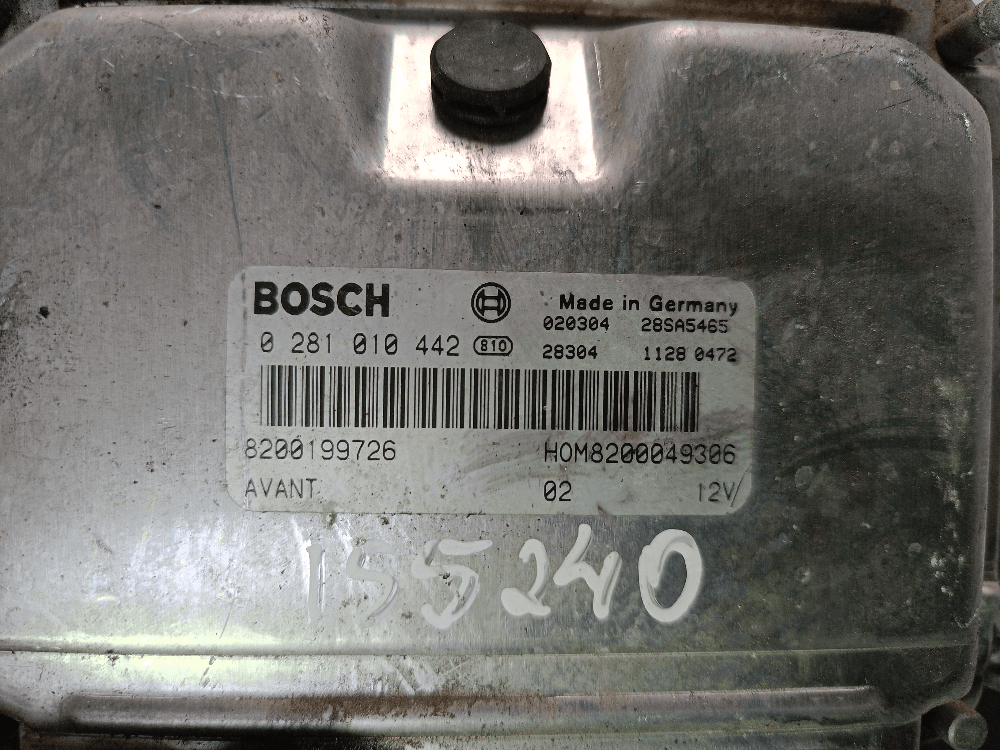 BOSCH
Made in Germany
020304 28SA5465
0 281 010 442 810
28304 1128 0472
8200199726 HOM8200049306
AVANT 02 12V
155240